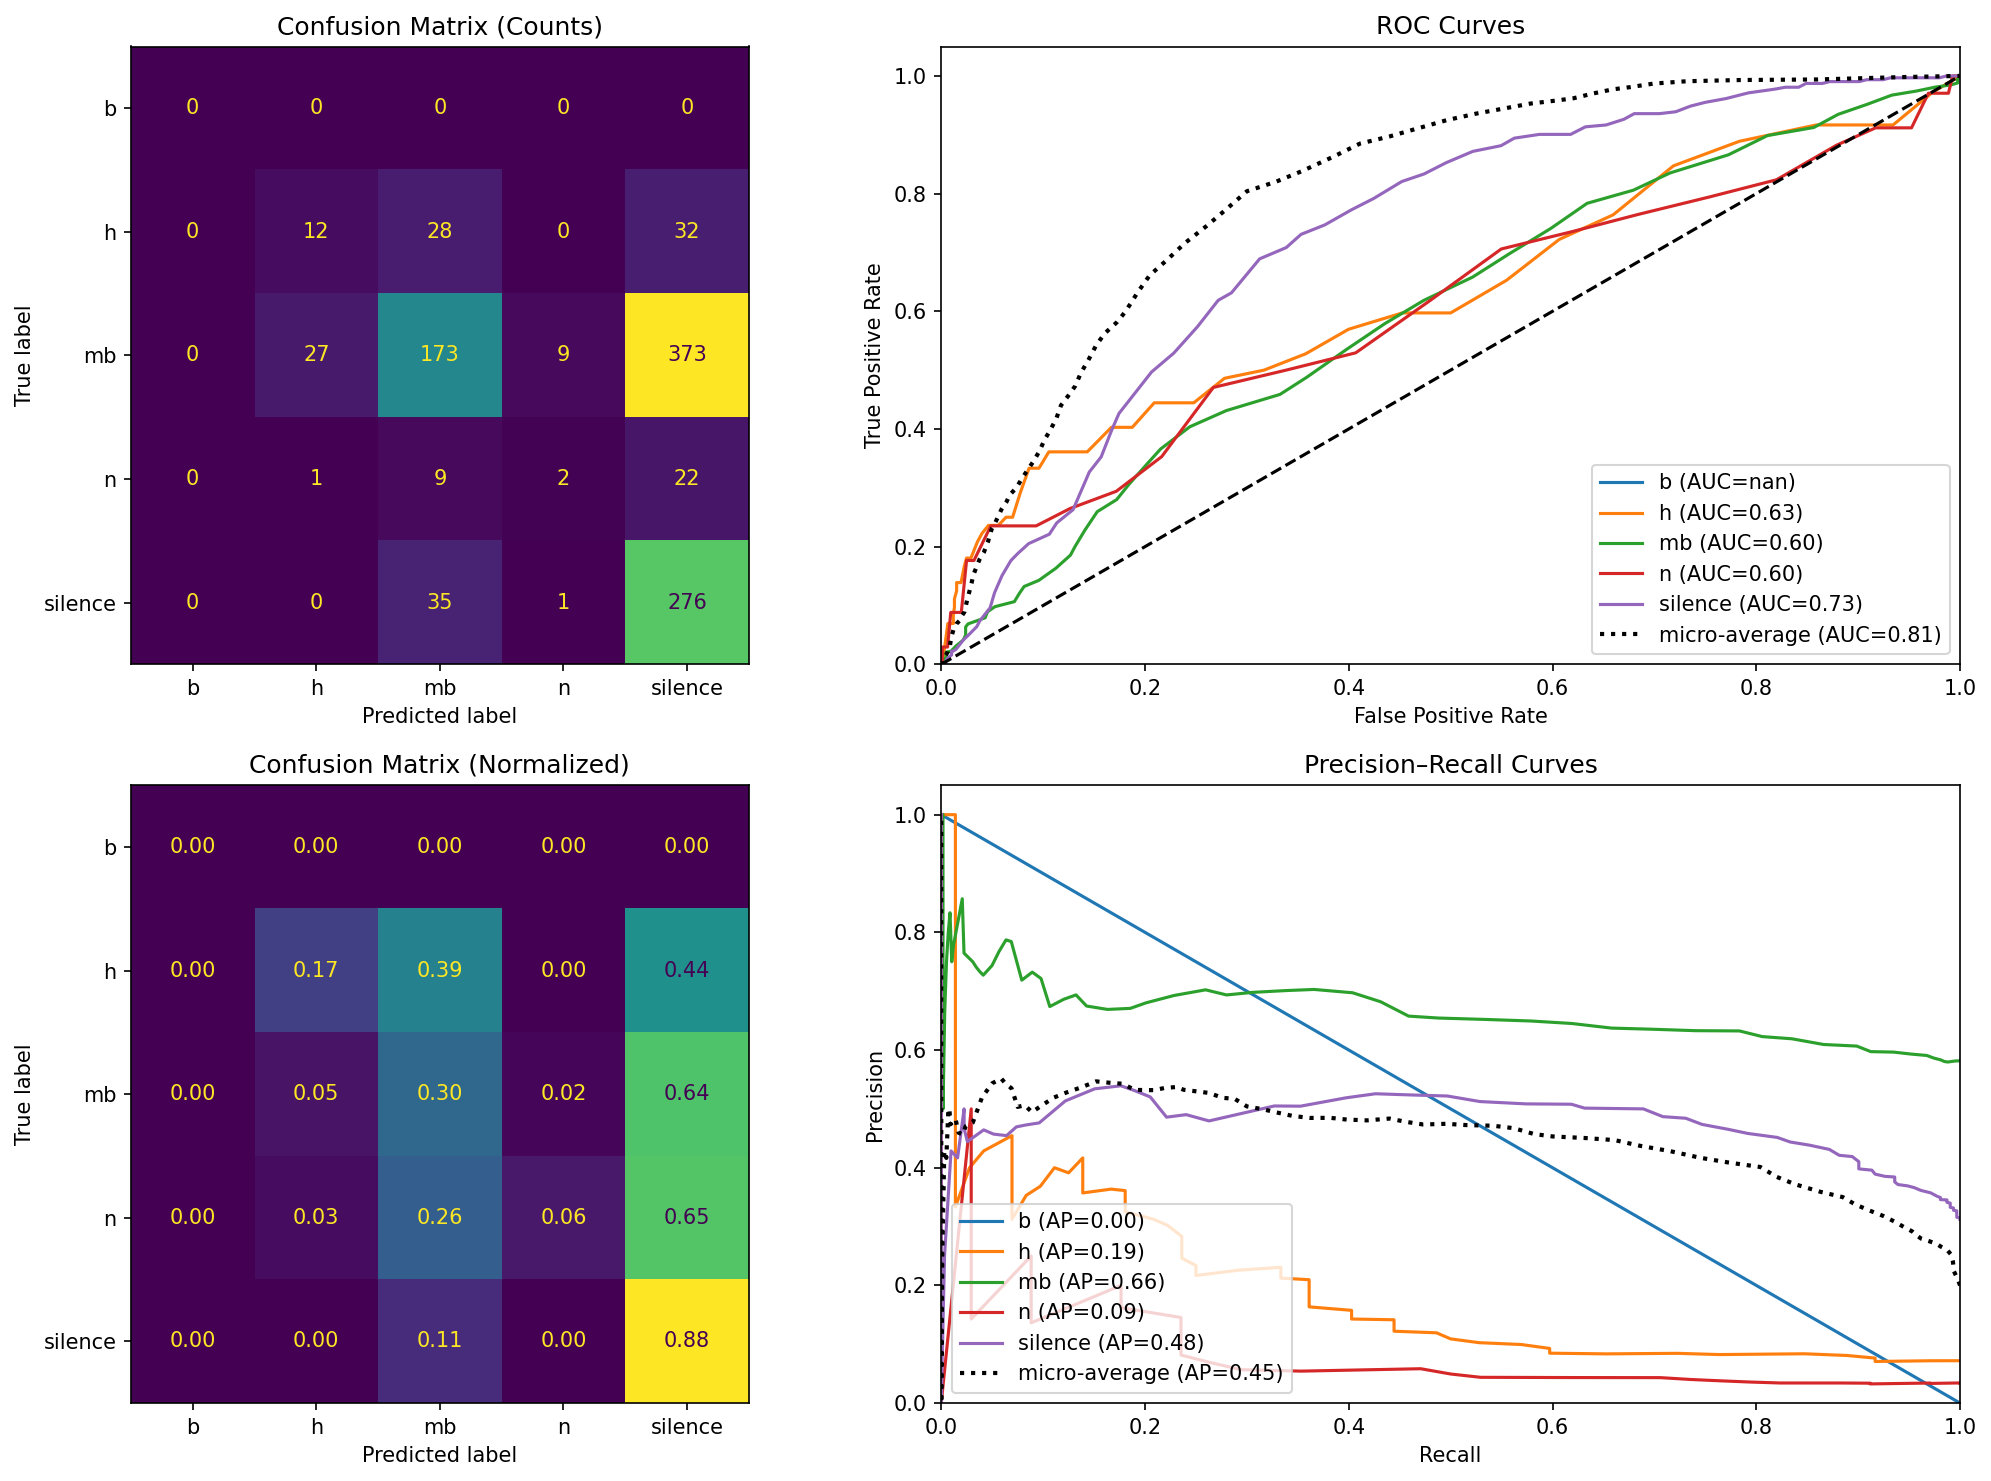 Confusion Matrix (Counts)
True label
b
0 0 0 0 0
h
0 12 28 0 32
mb
0 27 173 9 373
n
0 1 9 2 22
silence
0 0 35 1 276
b h mb n silence
Predicted label
ROC Curves
True Positive Rate
1.0
0.8
0.6
0.4
0.2
0.0
b (AUC=nan)
h (AUC=0.63)
mb (AUC=0.60)
n (AUC=0.60)
silence (AUC=0.73)
micro-average (AUC=0.81)
0.0 0.2 0.4 0.6 0.8 1.0
False Positive Rate
Confusion Matrix (Normalized)
True label
b
0.00 0.00 0.00 0.00 0.00
h
0.00 0.17 0.39 0.00 0.44
mb
0.00 0.05 0.30 0.02 0.64
n
0.00 0.03 0.26 0.06 0.65
silence
0.00 0.00 0.11 0.00 0.88
b h mb n silence
Predicted label
Precision–Recall Curves
Precision
1.0
0.8
0.6
0.4
0.2
0.0
b (AP=0.00)
h (AP=0.19)
mb (AP=0.66)
n (AP=0.09)
silence (AP=0.48)
micro-average (AP=0.45)
0.0 0.2 0.4 0.6 0.8 1.0
Recall